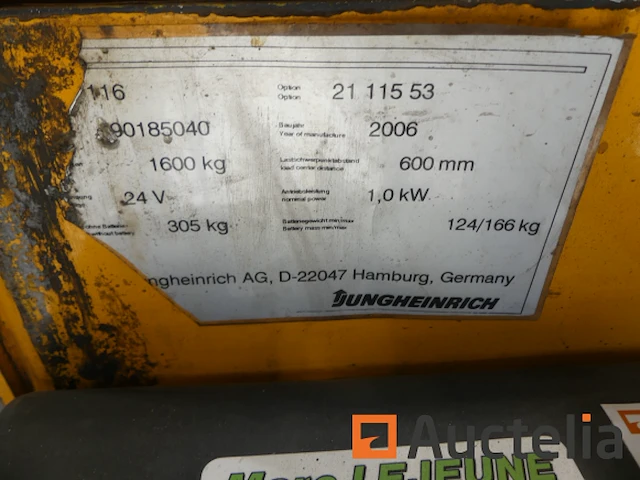 116 Option Option 21 115 53
90185040 Baujahr Year of manufacture 2006
1600 kg Lastschwerpunktabstand load center distance 600 mm
24 V Antriebsleistung nominal power 1,0 kW
305 kg Batteriegewicht min/max Battery mass min/max 124/166 kg
ngheinrich AG, D-22047 Hamburg, Germany
JUNGHEINRICH
Auctelia
Marc LEJEUNE